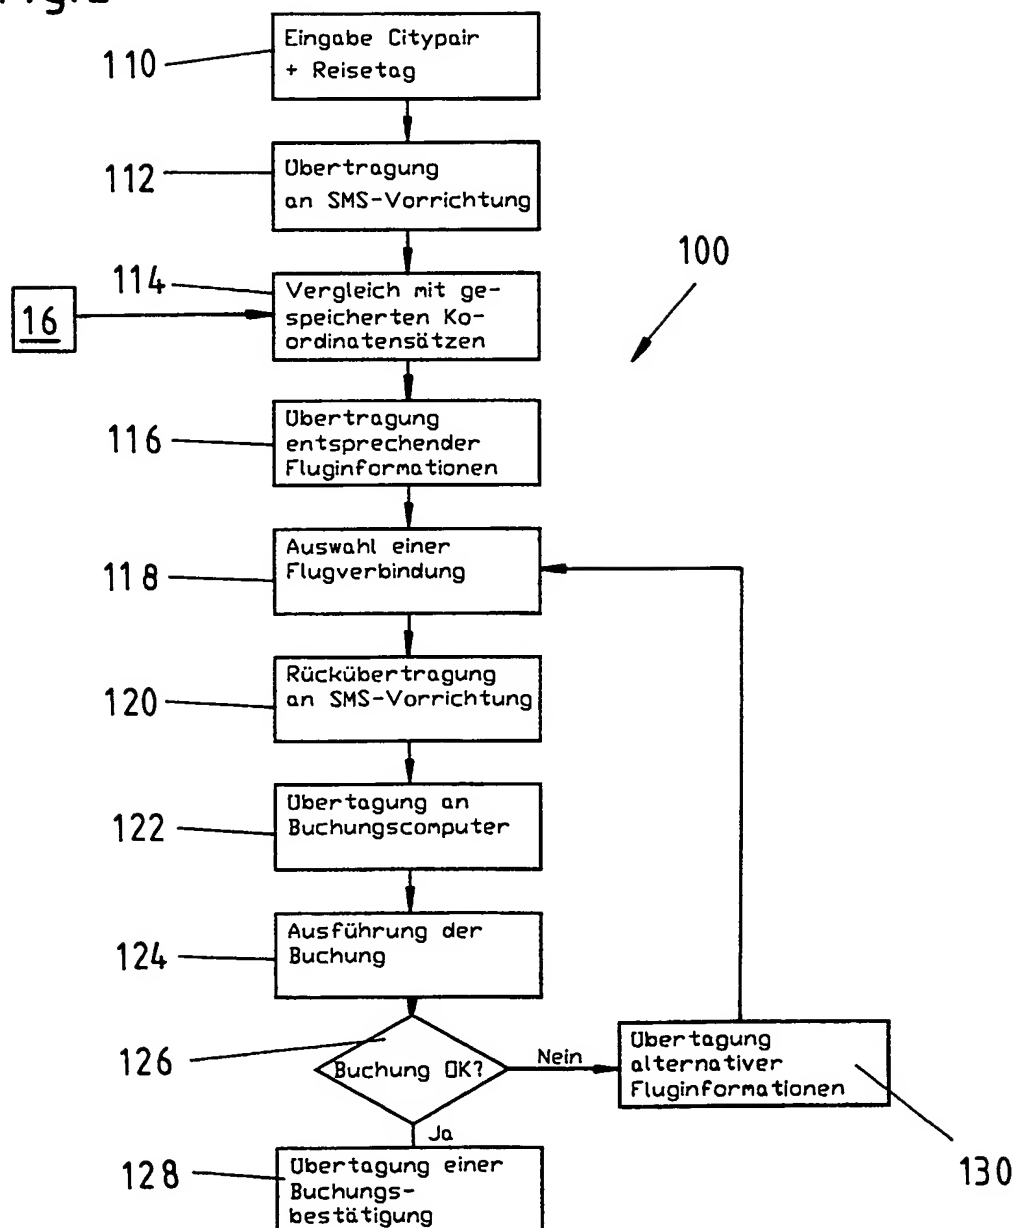 110
Eingabe Citypair
+ Reisetag
112
Übertragung
an SMS-Vorrichtung
100
114
16
Vergleich mit ge-
speicherten Ko-
ordinatensätzen
116
Übertragung
entsprechender
Fluginformationen
118
Auswahl einer
Flugverbindung
120
Rückübertragung
an SMS-Vorrichtung
122
Übertagung an
Buchungscomputer
124
Ausführung der
Buchung
126
Buchung OK?
Nein
Übertagung
alternativer
Fluginformationen
130
Ja
128
Übertagung einer
Buchungs-
bestätigung